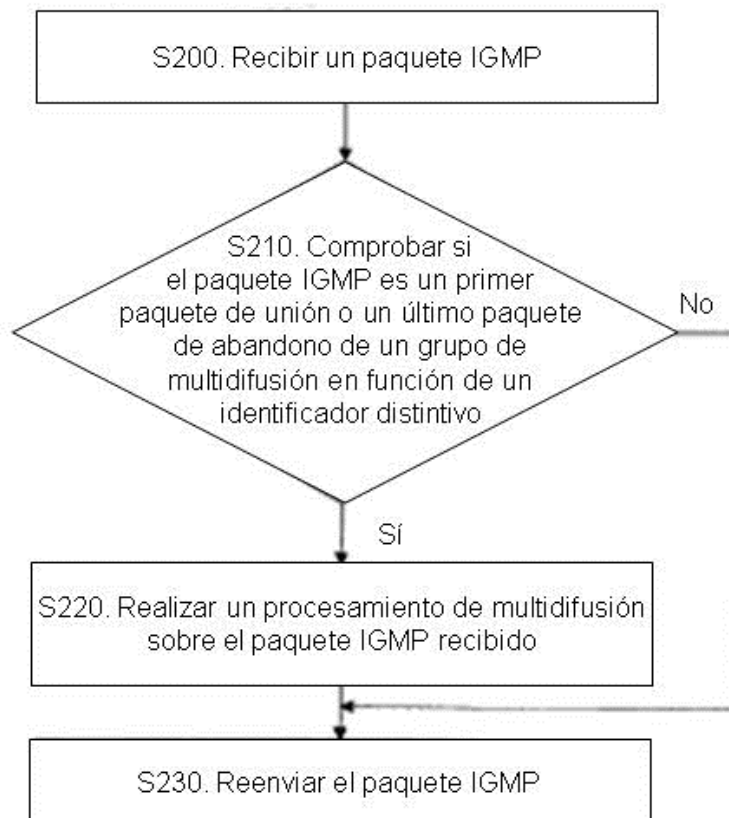 S200. Recibir un paquete IGMP
S210. Comprobar si
el paquete IGMP es un primer
paquete de unión o un último paquete
de abandono de un grupo de
multidifusión en función de un
identificador distintivo
No
Sí
S220. Realizar un procesamiento de multidifusión
sobre el paquete IGMP recibido
S230. Reenviar el paquete IGMP